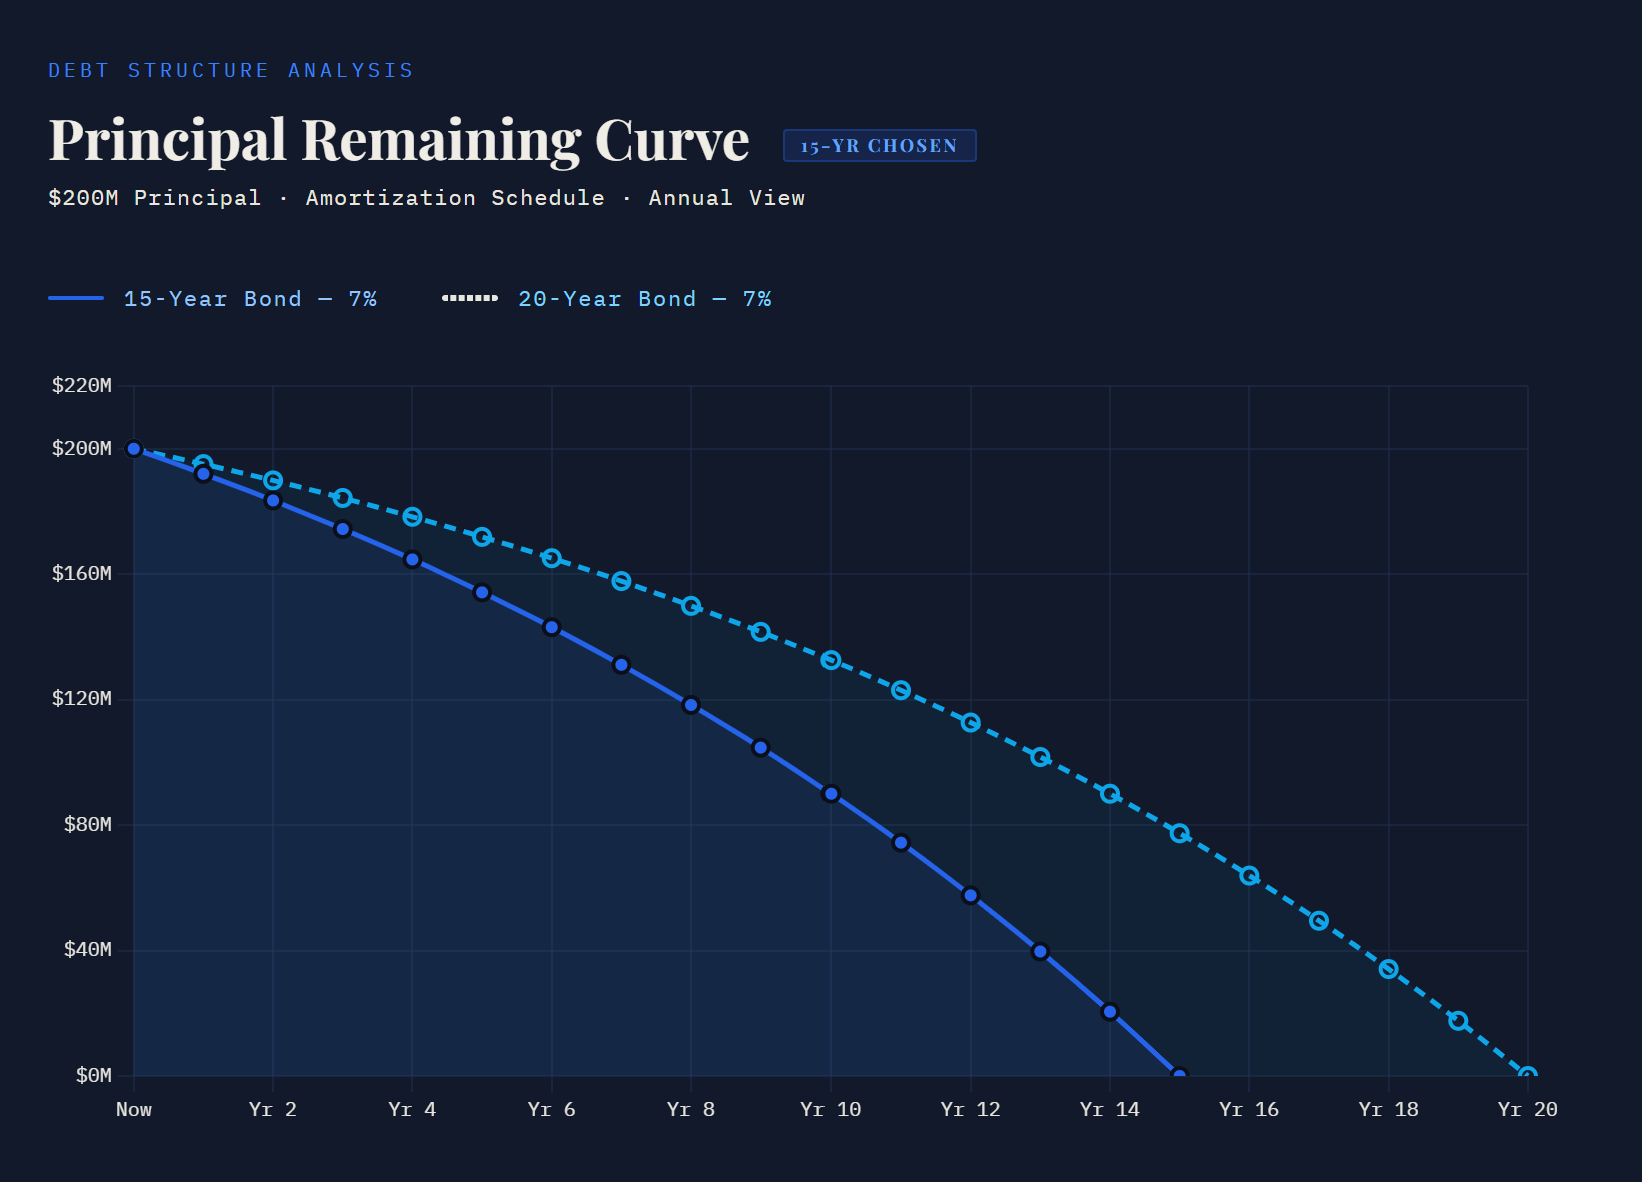 DEBT STRUCTURE ANALYSIS
Principal Remaining Curve 15-YR CHOSEN
$200M Principal · Amortization Schedule · Annual View
15-Year Bond — 7% 20-Year Bond — 7%
$220M
$200M
$160M
$120M
$80M
$40M
$0M
Now Yr 2 Yr 4 Yr 6 Yr 8 Yr 10 Yr 12 Yr 14 Yr 16 Yr 18 Yr 20